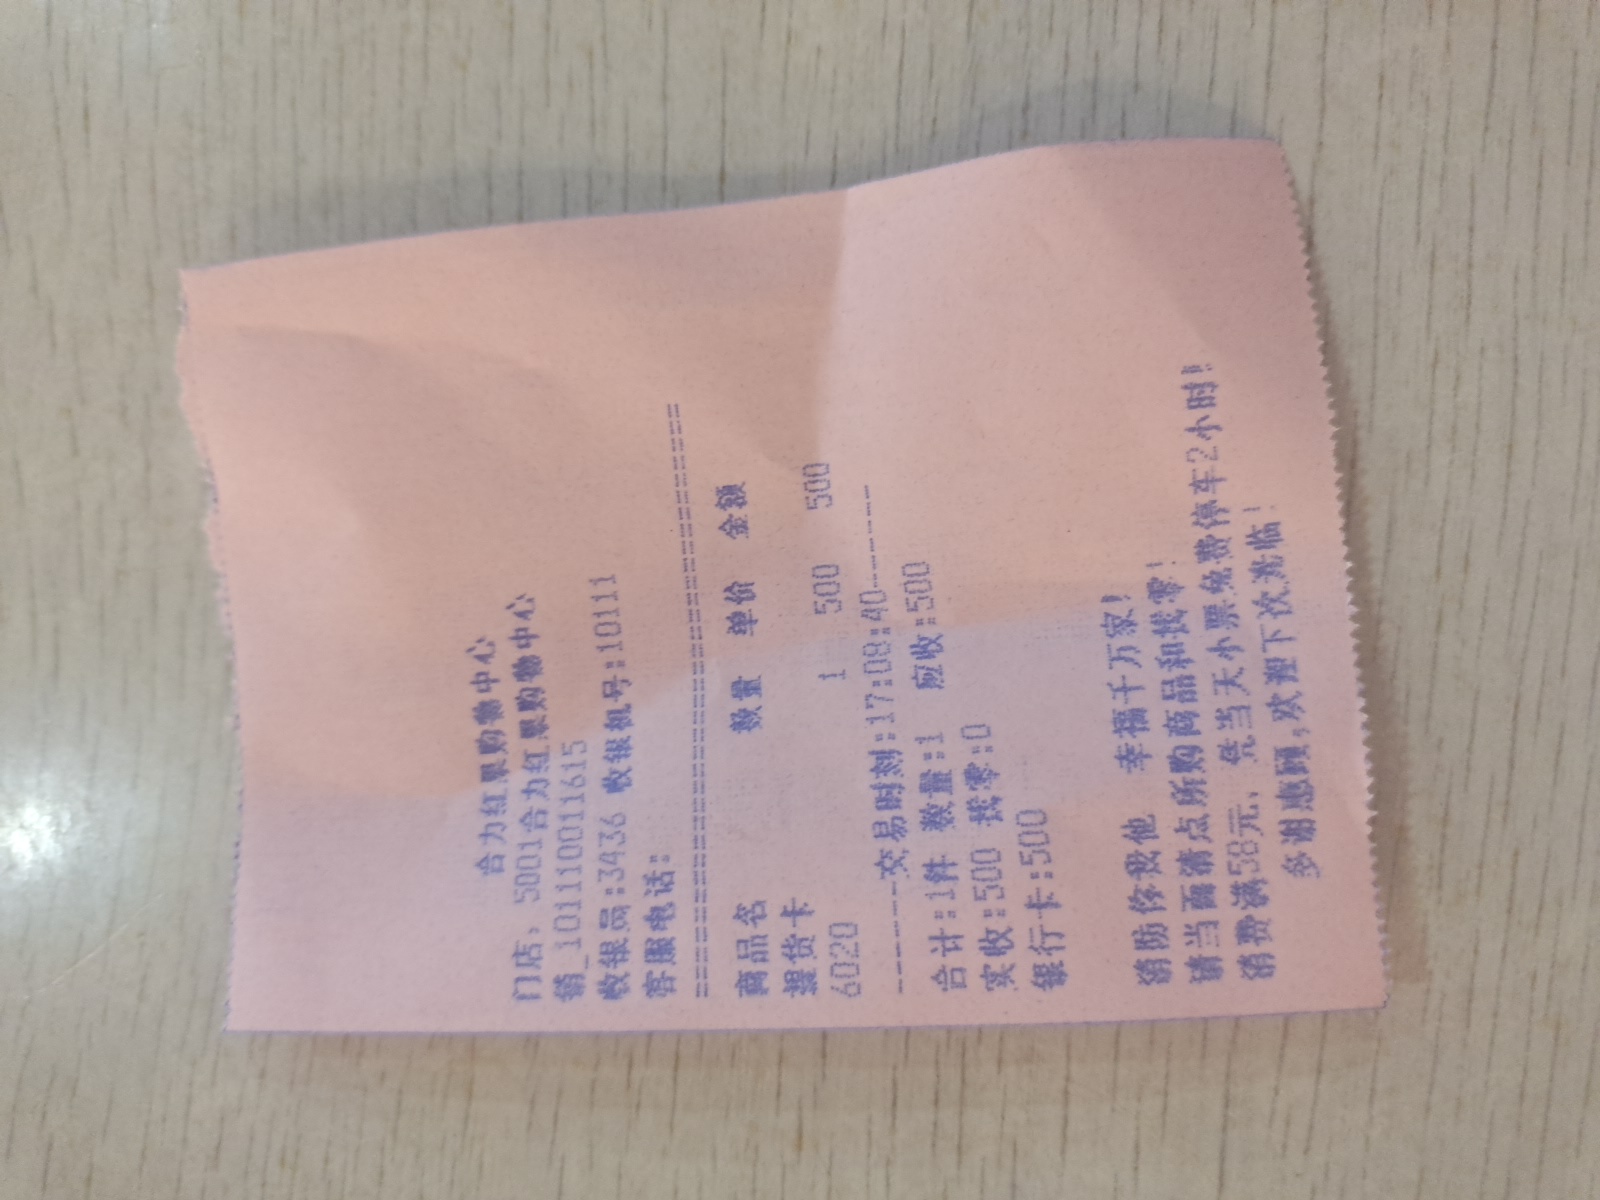 合力红果购物中心
门店: 5001合力红果购物中心
销_101110011615
收银员:3436 收银机号:10111
客服电话:
================================
商品名 数量 单价 金额
提货卡
6020 1 500 500
--------交易时刻:17:08:40--------
合计:1件 数量:1 应收:500
实收:500 找零:0
银行卡:500
消防你我他 幸福千万家!
请当面清点所购商品和找零!
消费满58元, 凭当天小票免费停车2小时!
多谢惠顾,欢迎下次光临!